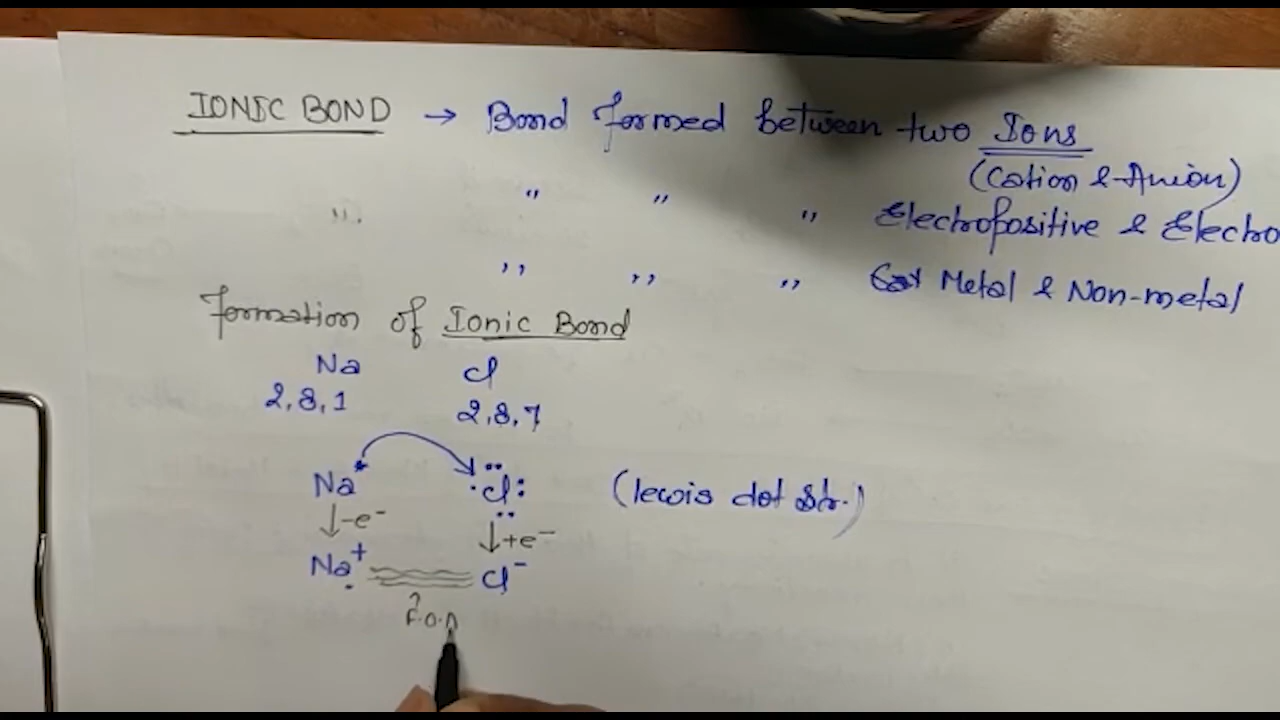 IONIC BOND → Bond formed between two Ions
(Cation & Anion)
" " " Electropositive & Electro
,, ,, ,, Metal & Non-metal
Formation of Ionic Bond
Na Cl
2,8,1 2,8,7
Na Cl (lewis dot str.)
↓-e⁻ ↓+e⁻
Na⁺ Cl⁻
F.O.A